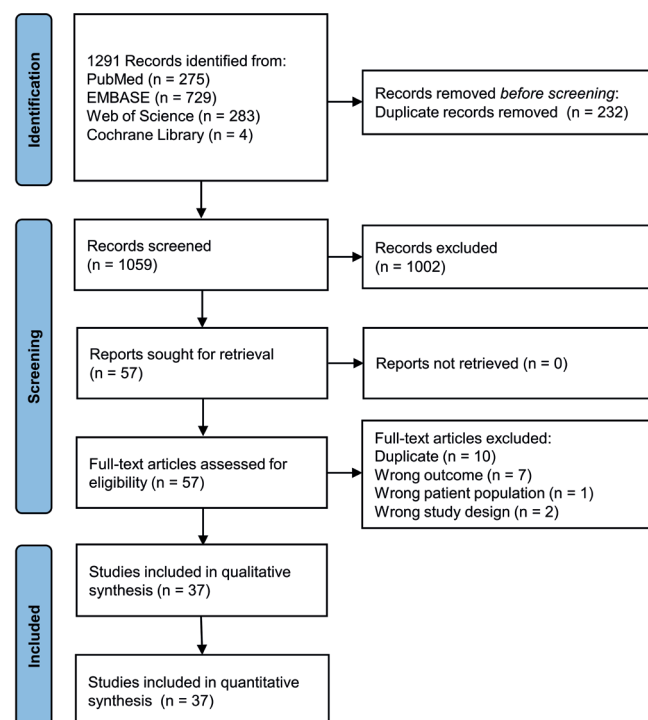 Identification
1291 Records identified from:
PubMed (n = 275)
EMBASE (n = 729)
Web of Science (n = 283)
Cochrane Library (n = 4)
Records removed before screening:
Duplicate records removed (n = 232)
Screening
Records screened
(n = 1059)
Records excluded
(n = 1002)
Reports sought for retrieval
(n = 57)
Reports not retrieved (n = 0)
Full-text articles assessed for
eligibility (n = 57)
Full-text articles excluded:
Duplicate (n = 10)
Wrong outcome (n = 7)
Wrong patient population (n = 1)
Wrong study design (n = 2)
Included
Studies included in qualitative
synthesis (n = 37)
Studies included in quantitative
synthesis (n = 37)